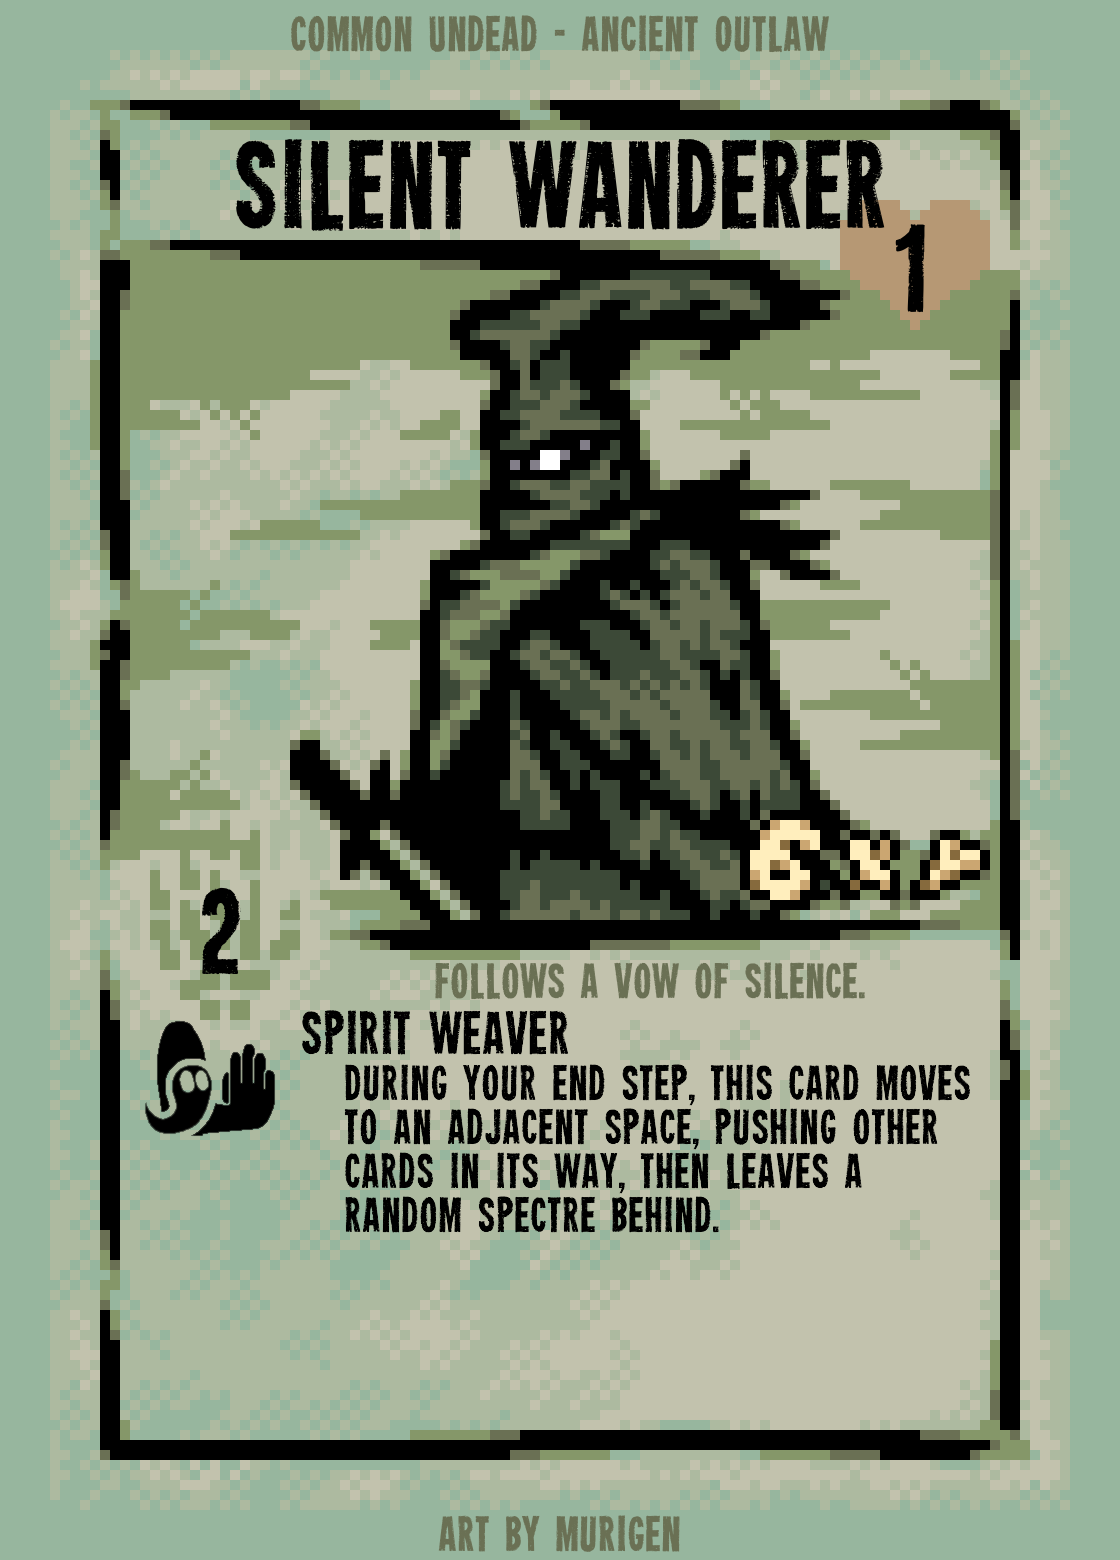 COMMON UNDEAD - ANCIENT OUTLAW
SILENT WANDERER
1
6 X
2
FOLLOWS A VOW OF SILENCE.
SPIRIT WEAVER
DURING YOUR END STEP, THIS CARD MOVES
TO AN ADJACENT SPACE, PUSHING OTHER
CARDS IN ITS WAY, THEN LEAVES A
RANDOM SPECTRE BEHIND.
ART BY MURIGEN